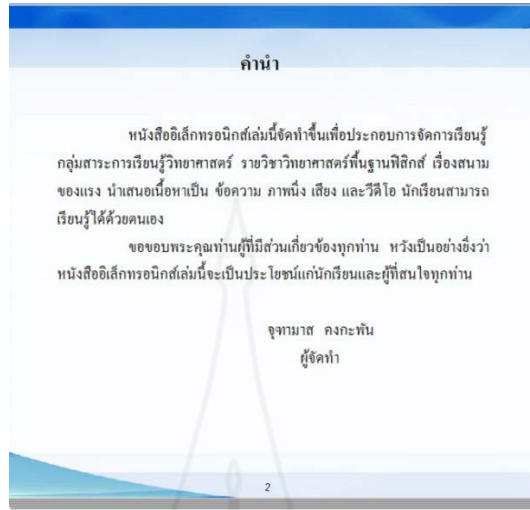 คำนำ
หนังสืออิเล็กทรอนิกส์เล่มนี้จัดทำขึ้นเพื่อประกอบการจัดการเรียนรู้
กลุ่มสาระการเรียนรู้วิทยาศาสตร์ รายวิชาวิทยาศาสตร์พื้นฐานฟิสิกส์ เรื่องสนาม
ของแรง นำเสนอเนื้อหาเป็น ข้อความ ภาพนิ่ง เสียง และวีดีโอ นักเรียนสามารถ
เรียนรู้ได้ด้วยตนเอง
ขอขอบพระคุณท่านผู้ที่มีส่วนเกี่ยวข้องทุกท่าน หวังเป็นอย่างยิ่งว่า
หนังสืออิเล็กทรอนิกส์เล่มนี้จะเป็นประโยชน์แก่นักเรียนและผู้ที่สนใจทุกท่าน
จุฑามาส คงกะพัน
ผู้จัดทำ
2